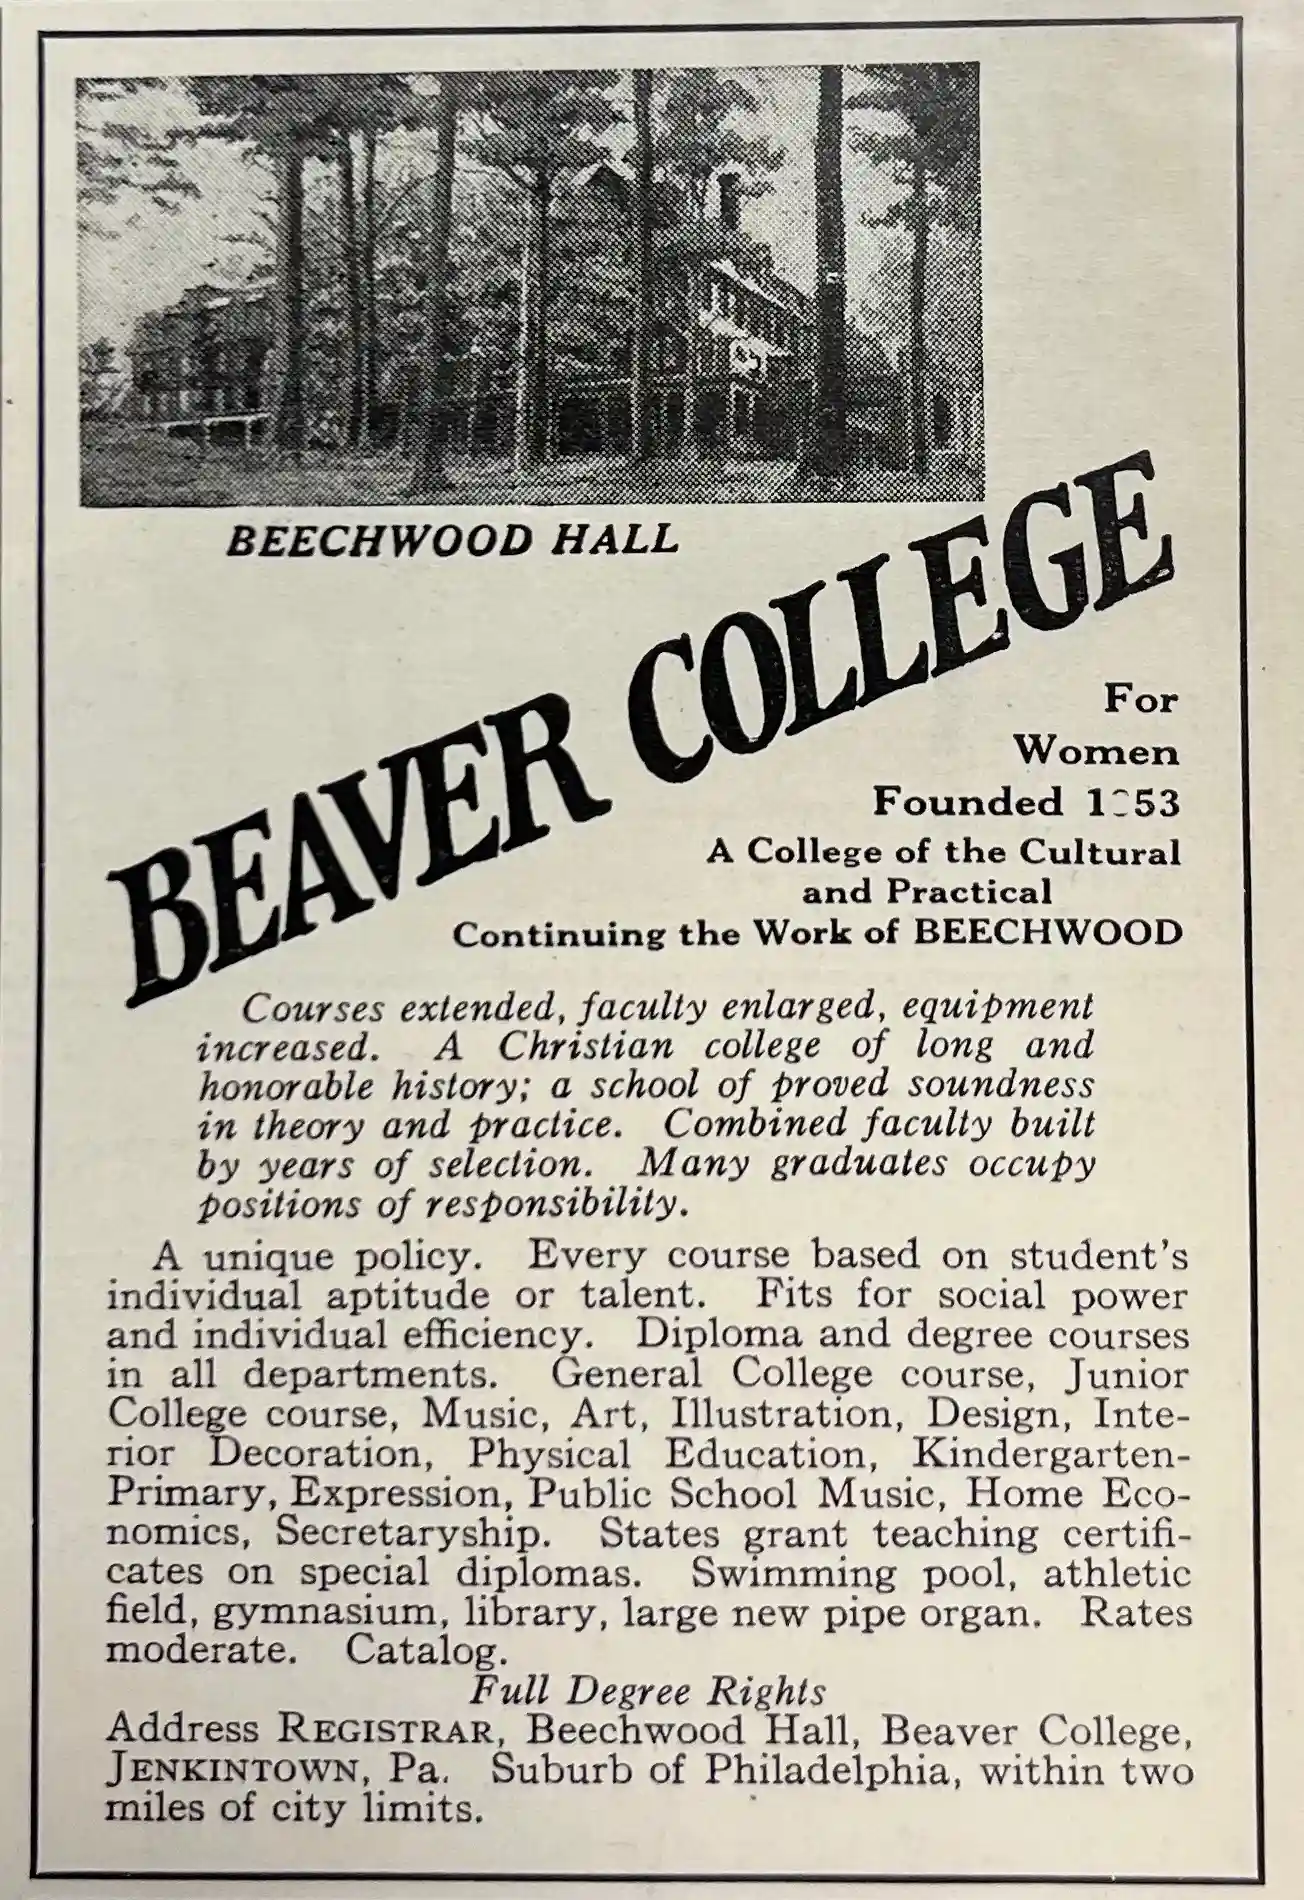 BEECHWOOD HALL
BEAVER COLLEGE
For
Women
Founded 1853
A College of the Cultural
and Practical
Continuing the Work of BEECHWOOD
Courses extended, faculty enlarged, equipment
increased. A Christian college of long and
honorable history; a school of proved soundness
in theory and practice. Combined faculty built
by years of selection. Many graduates occupy
positions of responsibility.
A unique policy. Every course based on student's
individual aptitude or talent. Fits for social power
and individual efficiency. Diploma and degree courses
in all departments. General College course, Junior
College course, Music, Art, Illustration, Design, Inte-
rior Decoration, Physical Education, Kindergarten-
Primary, Expression, Public School Music, Home Eco-
nomics, Secretaryship. States grant teaching certifi-
cates on special diplomas. Swimming pool, athletic
field, gymnasium, library, large new pipe organ. Rates
moderate. Catalog.
Full Degree Rights
Address REGISTRAR, Beechwood Hall, Beaver College,
JENKINTOWN, Pa. Suburb of Philadelphia, within two
miles of city limits.